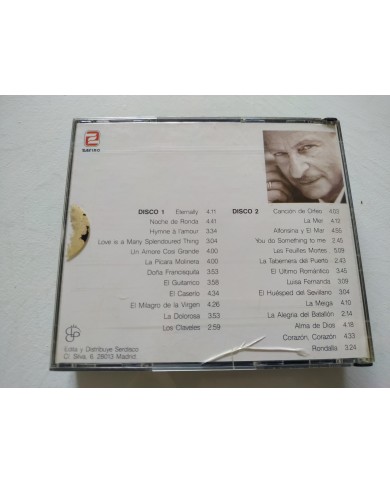 zafiro
DISCO 1 Eternally 4:11
Noche de Ronda 4:41
Hymne à l'amour 3:34
Love is a Many Splendoured Thing 3:04
Un Amore Cosi Grande 4:00
La Pícara Molinera 4:00
Doña Francisquita 3:53
El Guitarrico 3:58
El Caserío 3:34
El Milagro de la Virgen 4:26
La Dolorosa 3:53
Los Claveles 2:59
DISCO 2 Canción de Orfeo 4:03
La Mer 4:12
Alfonsina y El Mar 4:55
You do Something to me 2:45
Les Feuilles Mortes 5:09
La Tabernera del Puerto 2:43
El Ultimo Romántico 3:45
Luisa Fernanda 3:09
El Huésped del Sevillano 3:04
La Meiga 4:10
La Alegría del Batallón 2:14
Alma de Dios 4:18
Corazón, Corazón 4:33
Rondalla 3:24
Edita y Distribuye Serdisco
C/. Silva, 6. 28013 Madrid